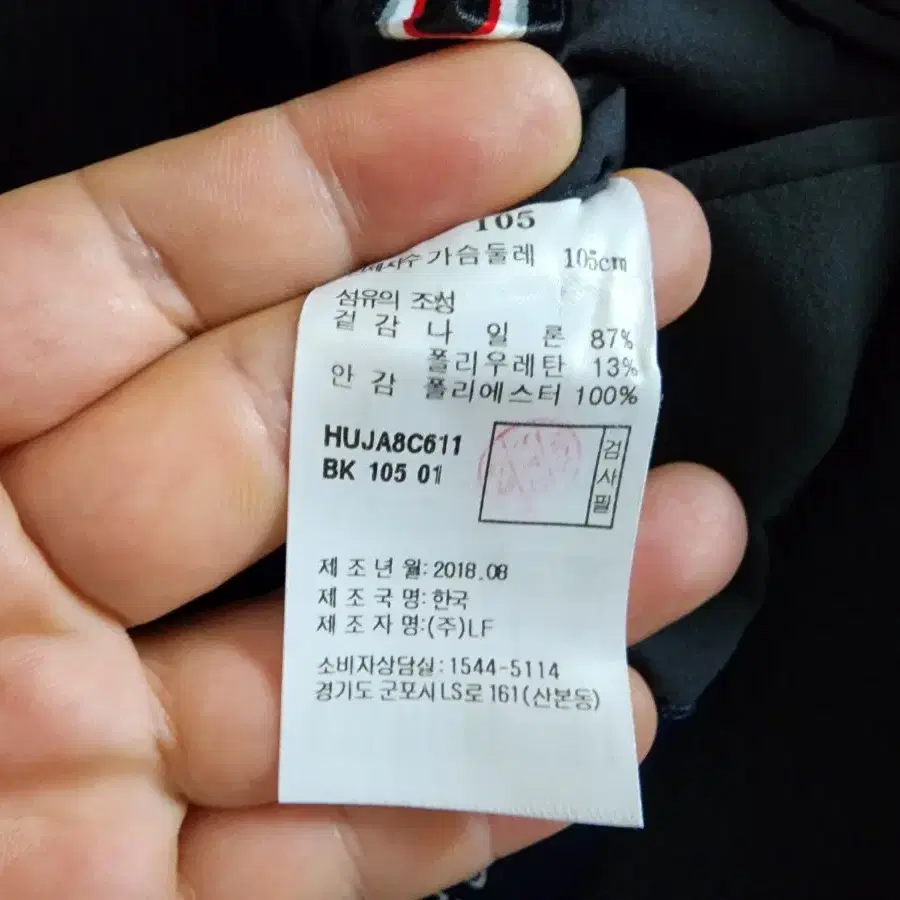 105
가슴둘레 105cm
섬유의 조성
겉 감 나 일 론 87%
폴리우레탄 13%
안 감 폴리에스터 100%
HUJA8C611
BK 105 01
검사필
제 조 년 월: 2018.08
제 조 국 명: 한국
제 조 자 명: (주)LF
소비자상담실: 1544-5114
경기도 군포시 LS로 161(산본동)